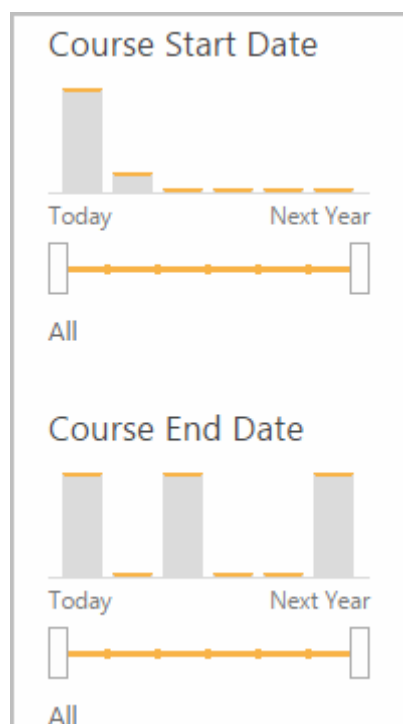 Course Start Date
Today Next Year
All
Course End Date
Today Next Year
All